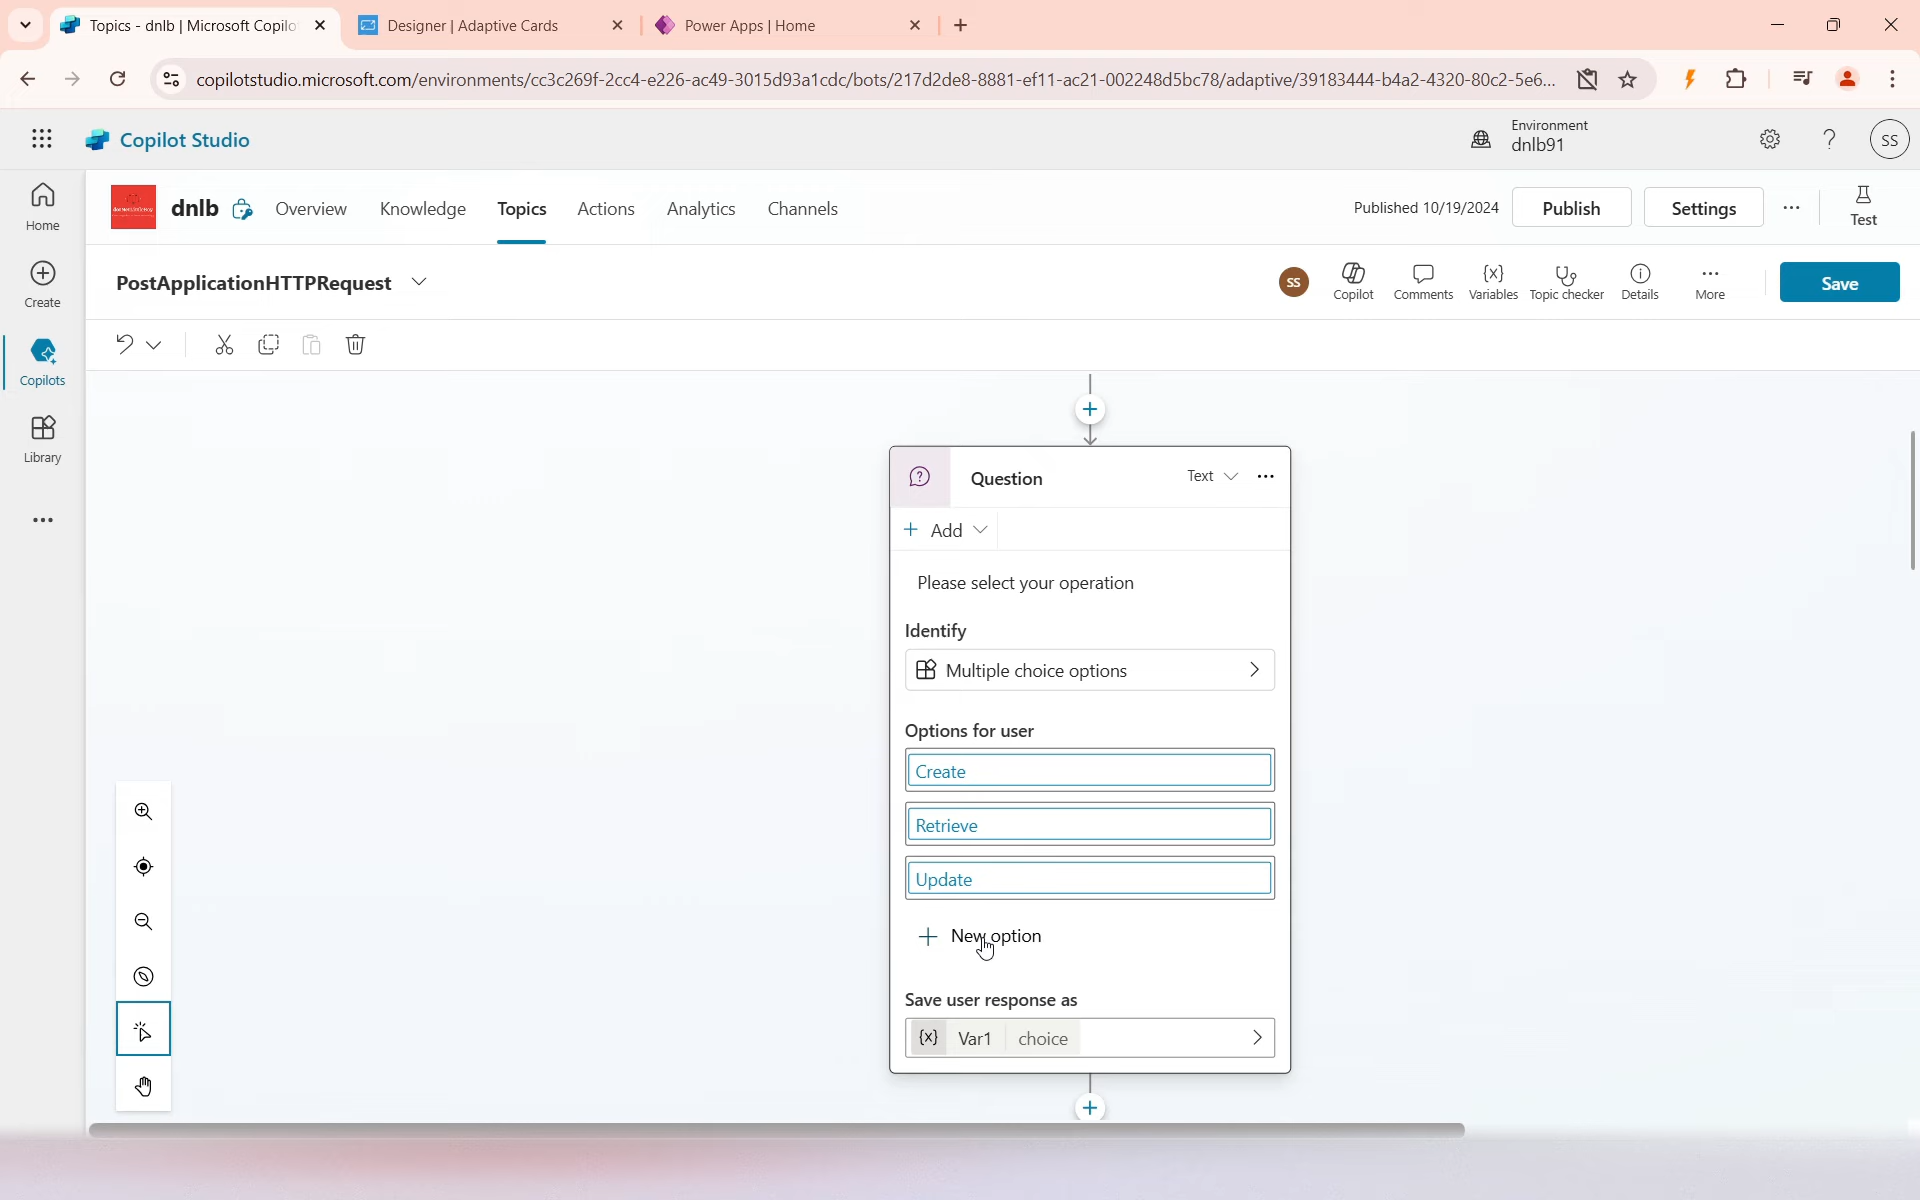 Topics - dnlb | Microsoft Copilo
Designer | Adaptive Cards
Power Apps | Home
copilotstudio.microsoft.com/environments/cc3c269f-2cc4-e226-ac49-3015d93a1cdc/bots/217d2de8-8881-ef11-ac21-002248d5bc78/adaptive/39183444-b4a2-4320-80c2-5e6...
Copilot Studio
Environment
dnlb91
?
SS
Home
Create
Copilots
Library
dnlb
Overview
Knowledge
Topics
Actions
Analytics
Channels
Published 10/19/2024
Publish
Settings
Test
PostApplicationHTTPRequest
SS
Copilot
Comments
{x}
Variables
Topic checker
Details
More
Save
Question
Text
Add
Please select your operation
Identify
Multiple choice options
Options for user
Create
Retrieve
Update
New option
Save user response as
{x} Var1 choice